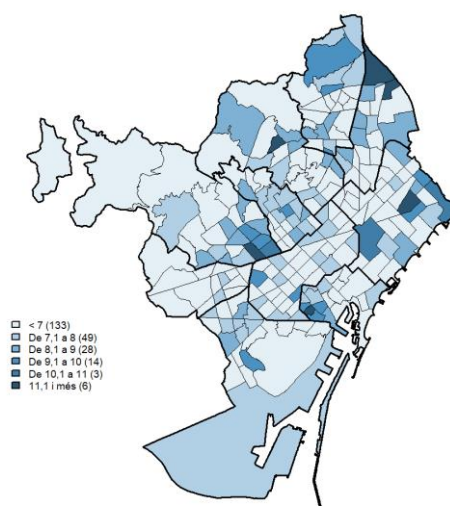 < 7 (133)
De 7,1 a 8 (49)
De 8,1 a 9 (28)
De 9,1 a 10 (14)
De 10,1 a 11 (3)
11,1 i més (6)